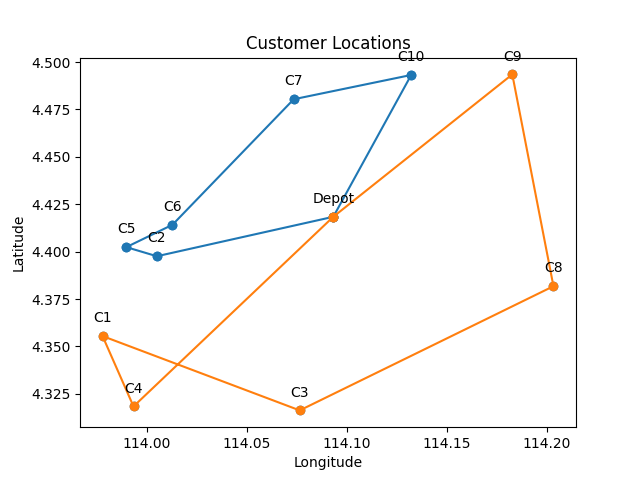 Customer Locations
C10
C9
4.500
C7
4.475
4.450
Depot
C6
4.425
C5
C2
4.400
C8
4.375
C1
4.350
C4
C3
4.325
114.00
114.05
114.10
114.15
114.20
Latitude
Longitude